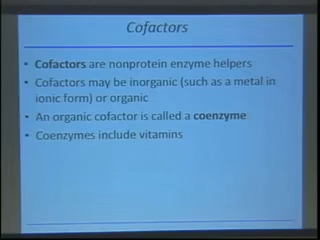 Cofactors
• Cofactors are nonprotein enzyme helpers
• Cofactors may be inorganic (such as a metal in
ionic form) or organic
• An organic cofactor is called a coenzyme
• Coenzymes include vitamins